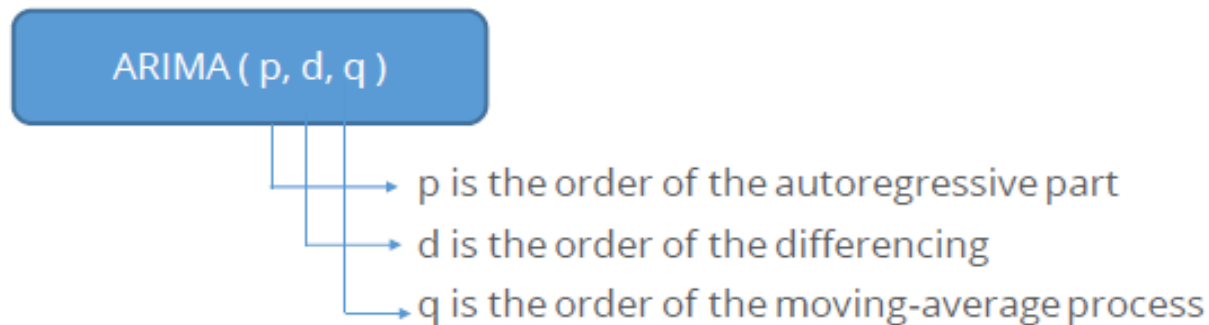 ARIMA ( p, d, q )
p is the order of the autoregressive part
d is the order of the differencing
q is the order of the moving-average process